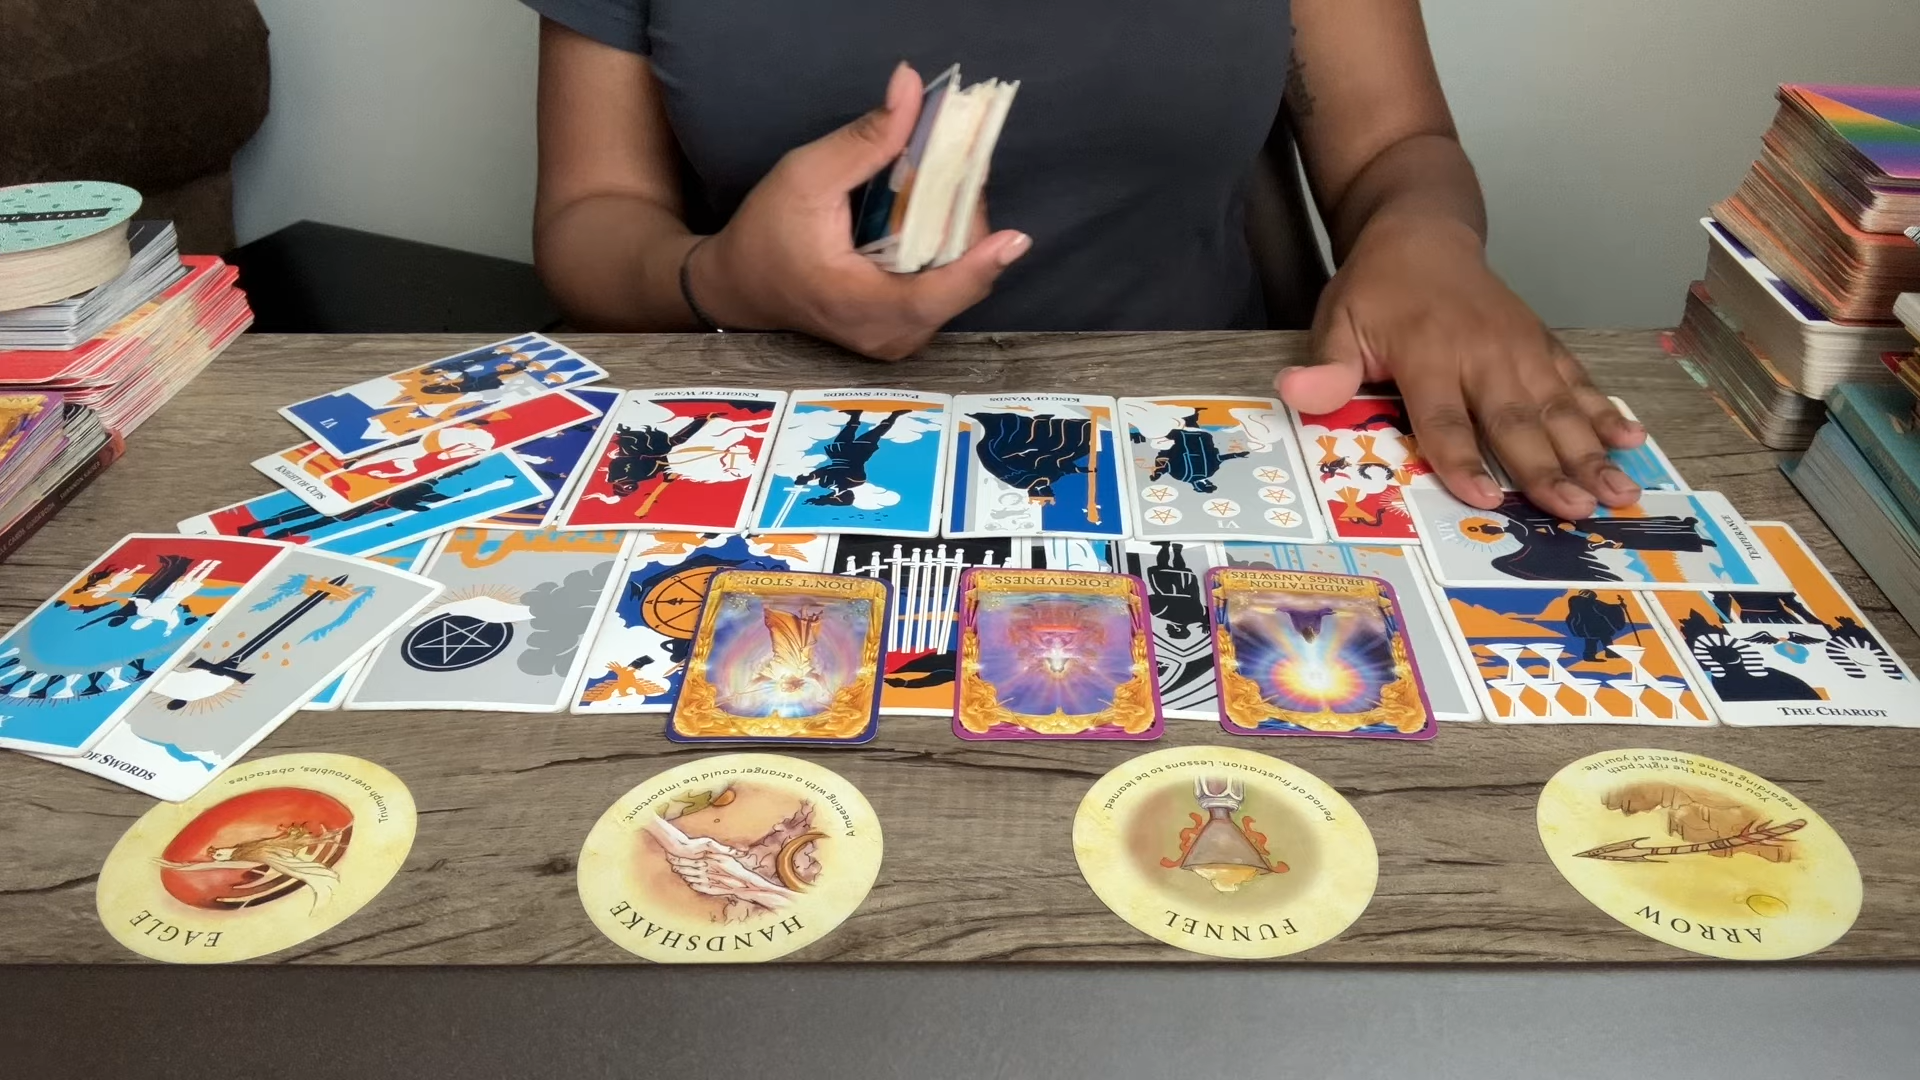 ASTRAL
VI
KNIGHT OF CUPS
KNIGHT OF WANDS
PAGE OF SWORDS
KING OF WANDS
VI
XIV
TEMPERANCE
X
OF SWORDS
DON'T STOP!
FORGIVENESS
MEDITATION
BRINGS ANSWERS!
THE CHARIOT
Triumph over troubles, obstacles.
EAGLE
A meeting with a stranger could be important.
HANDSHAKE
Period of frustration. Lessons to be learned.
FUNNEL
You are on the right path
regarding some aspect of your life.
ARROW